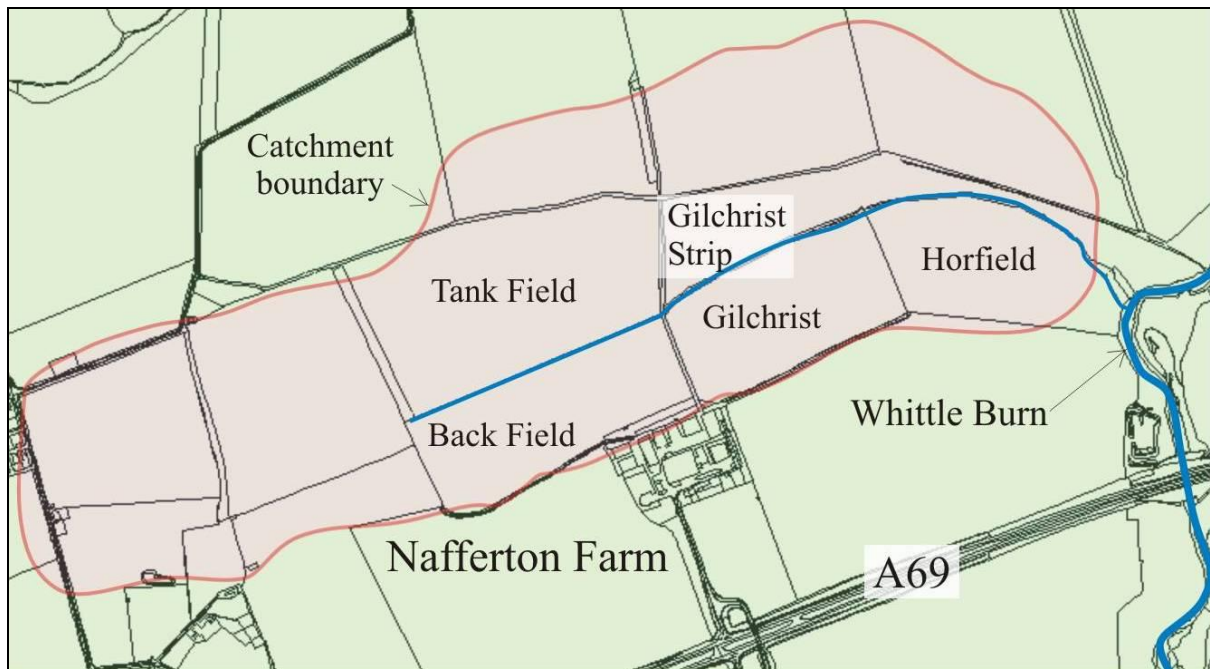 Catchment
boundary
Gilchrist
Strip
Tank Field
Horfield
Gilchrist
Back Field
Whittle Burn
Nafferton Farm
A69